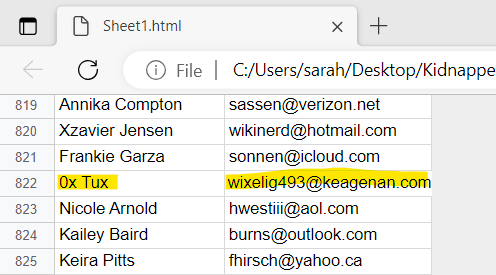 Sheet1.html
File C:/Users/sarah/Desktop/Kidnappe
819 Annika Compton sassen@verizon.net
820 Xzavier Jensen wikinerd@hotmail.com
821 Frankie Garza sonnen@icloud.com
822 0x Tux wixelig493@keagenan.com
823 Nicole Arnold hwestiii@aol.com
824 Kailey Baird burns@outlook.com
825 Keira Pitts fhirsch@yahoo.ca